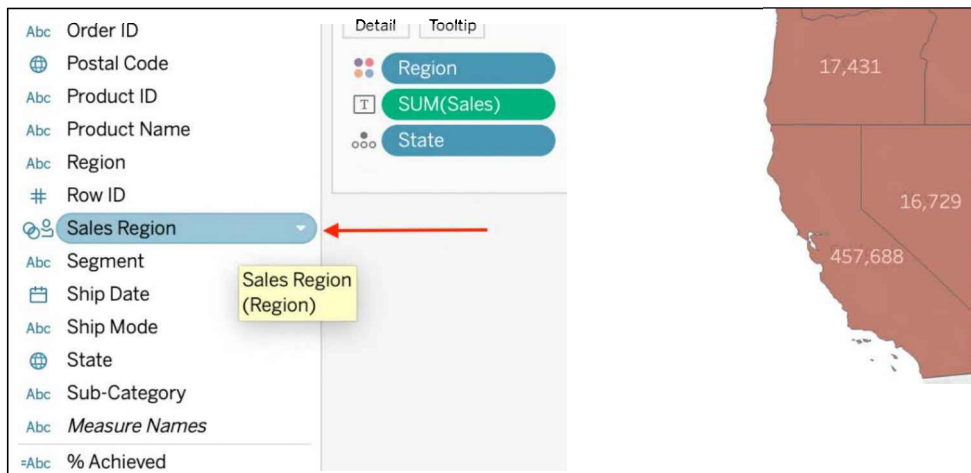 Abc Order ID
Postal Code
Abc Product ID
Abc Product Name
Abc Region
# Row ID
Sales Region
Abc Segment
Ship Date
Abc Ship Mode
State
Abc Sub-Category
Abc Measure Names
=Abc % Achieved
Sales Region
(Region)
Detail Tooltip
Region
T SUM(Sales)
State
17,431
16,729
457,688